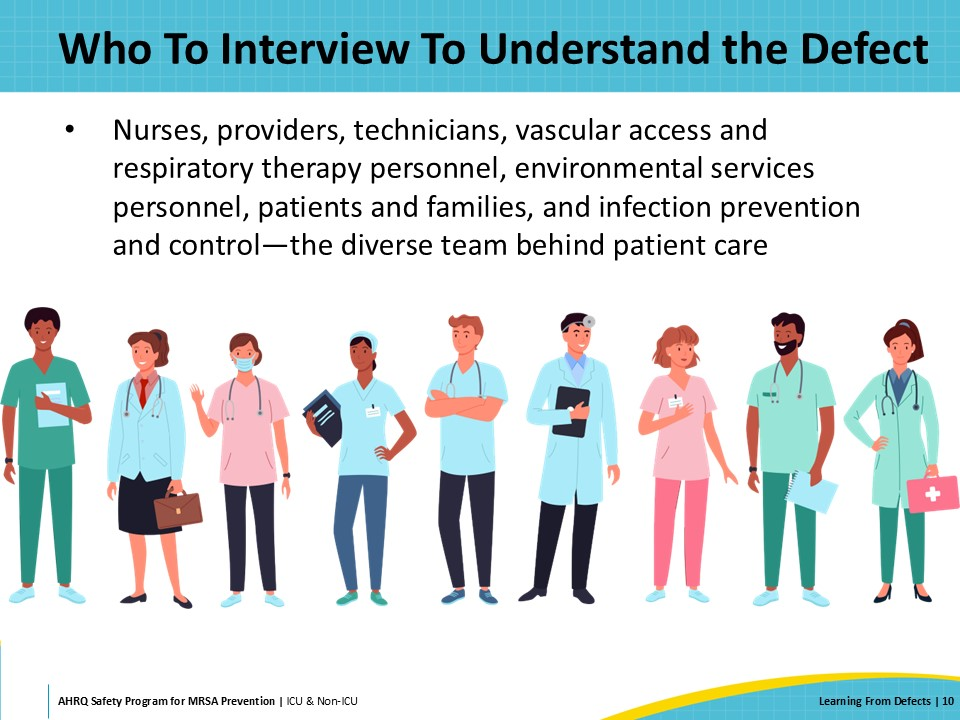 Who To Interview To Understand the Defect
• Nurses, providers, technicians, vascular access and
respiratory therapy personnel, environmental services
personnel, patients and families, and infection prevention
and control—the diverse team behind patient care
AHRQ Safety Program for MRSA Prevention | ICU & Non-ICU
Learning From Defects | 10